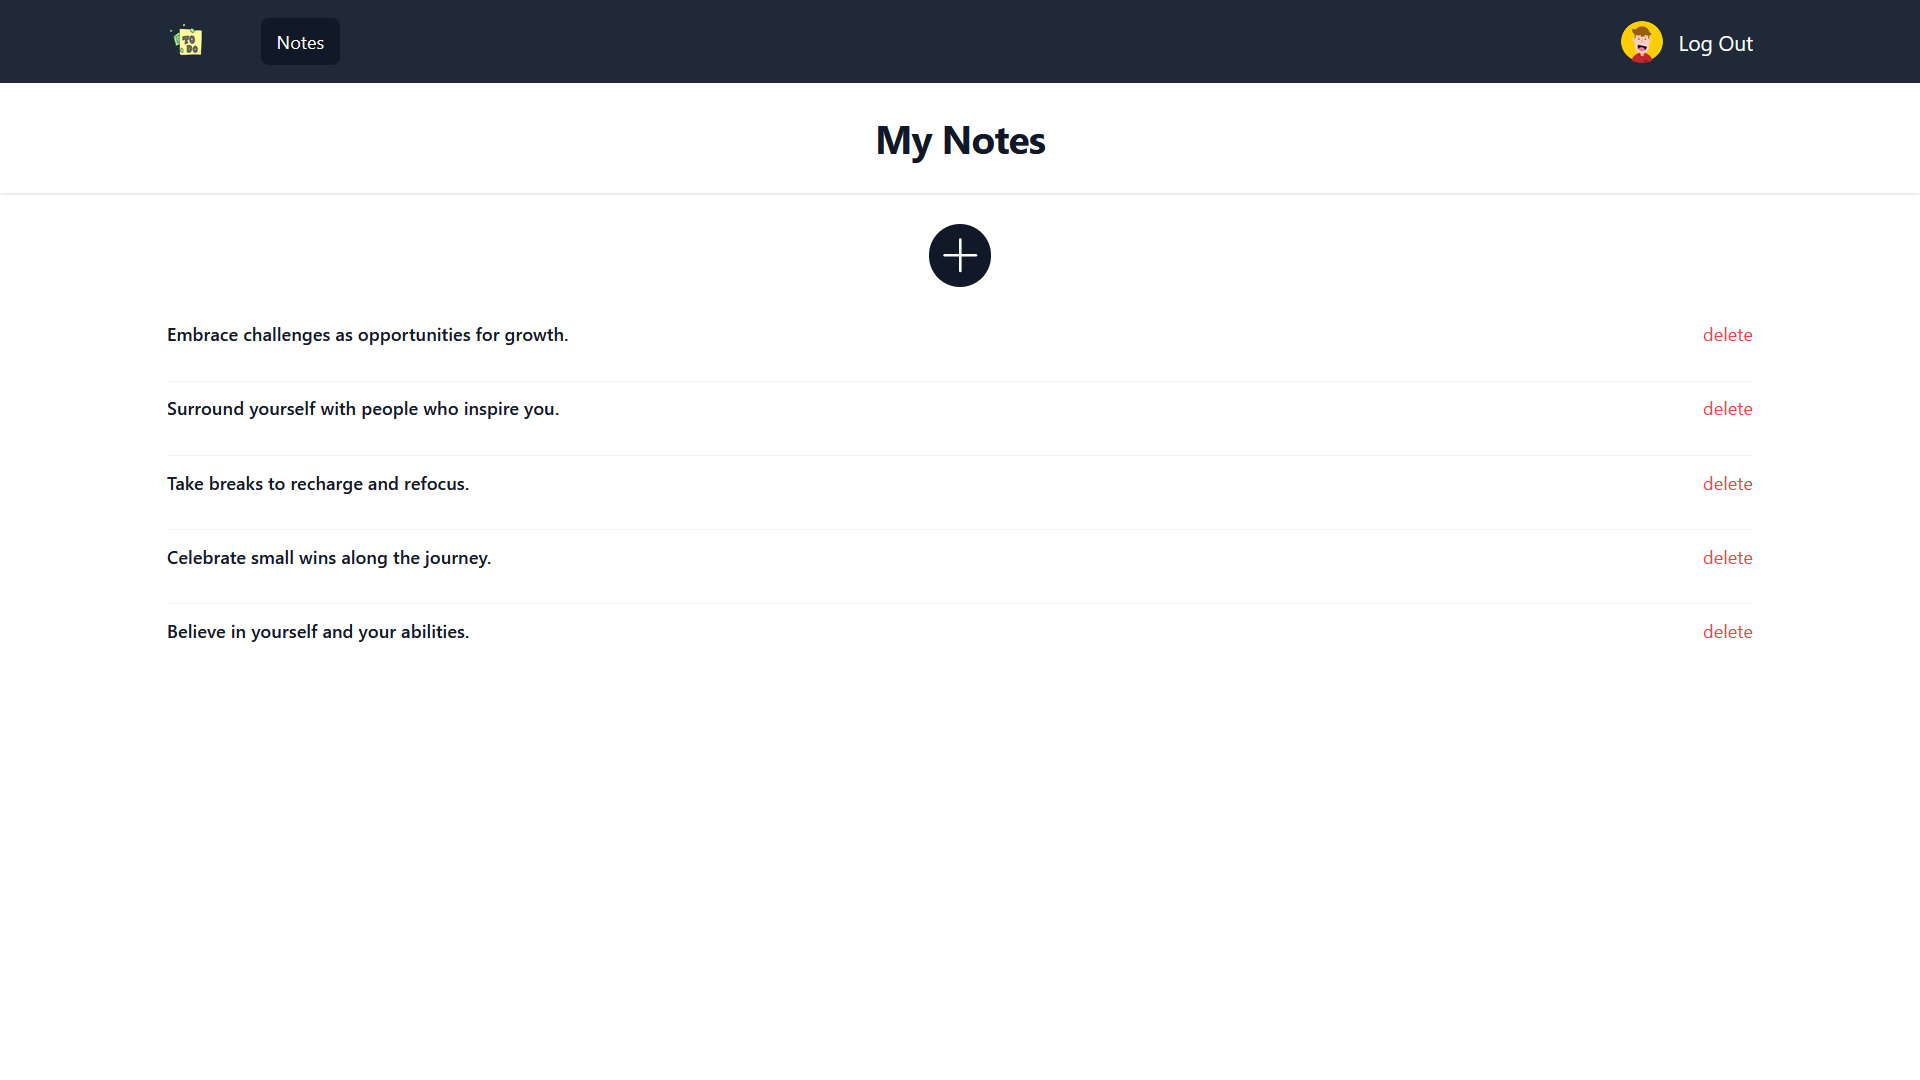 TO
DO
Notes
Log Out
My Notes
Embrace challenges as opportunities for growth.
delete
Surround yourself with people who inspire you.
delete
Take breaks to recharge and refocus.
delete
Celebrate small wins along the journey.
delete
Believe in yourself and your abilities.
delete